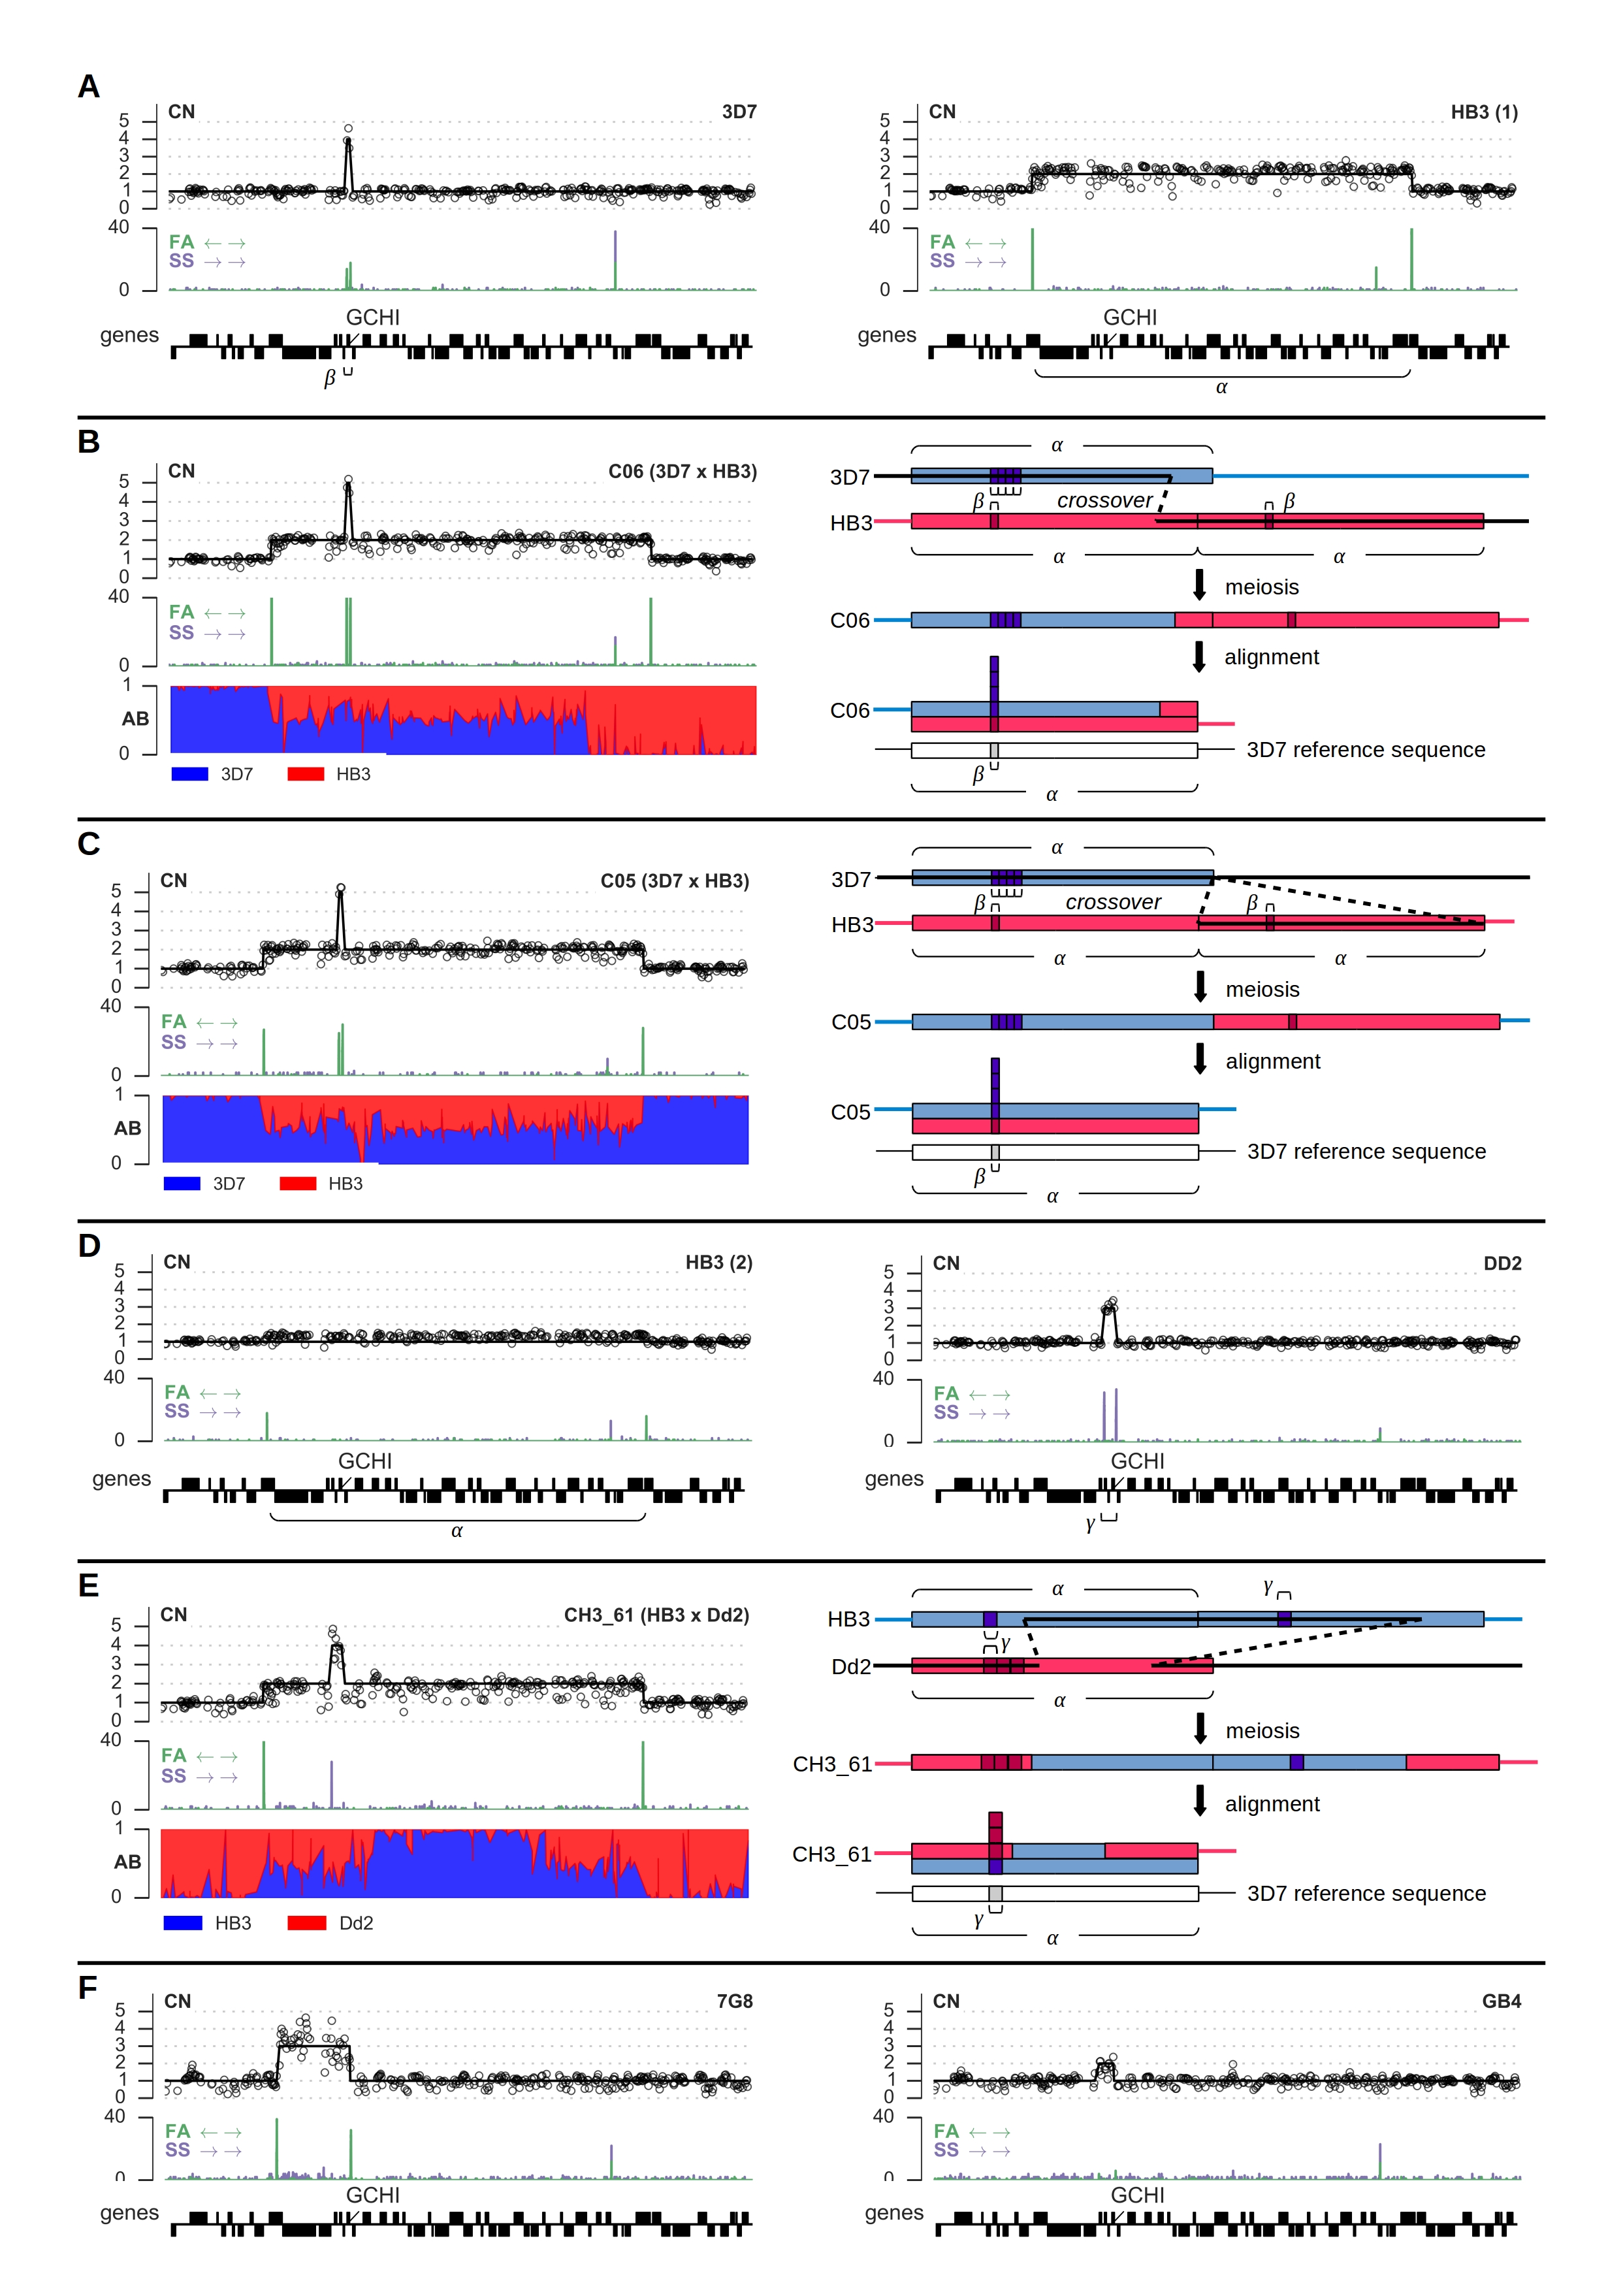 A
CN 3D7
5
4
3
2
1
0
40
FA ← →
SS → →
0
GCHI
genes
β
CN HB3 (1)
5
4
3
2
1
0
40
FA ← →
SS → →
0
GCHI
genes
α
B
CN C06 (3D7 x HB3)
5
4
3
2
1
0
40
FA ← →
SS → →
0
1
AB
0
3D7 HB3
α
3D7
β crossover β
HB3
α α
meiosis
C06
alignment
C06
3D7 reference sequence
β
α
C
CN C05 (3D7 x HB3)
5
4
3
2
1
0
40
FA ← →
SS → →
0
1
AB
0
3D7 HB3
α
3D7
β crossover β
HB3
α α
meiosis
C05
alignment
C05
3D7 reference sequence
β
α
D
CN HB3 (2)
5
4
3
2
1
0
40
FA ← →
SS → →
0
GCHI
genes
α
CN DD2
5
4
3
2
1
0
40
FA ← →
SS → →
0
GCHI
genes
γ
E
CN CH3_61 (HB3 x Dd2)
5
4
3
2
1
0
40
FA ← →
SS → →
0
1
AB
0
HB3 Dd2
α γ
HB3
γ
Dd2
α
meiosis
CH3_61
alignment
CH3_61
3D7 reference sequence
γ
α
F
CN 7G8
5
4
3
2
1
0
40
FA ← →
SS → →
0
GCHI
genes
CN GB4
5
4
3
2
1
0
40
FA ← →
SS → →
0
GCHI
genes